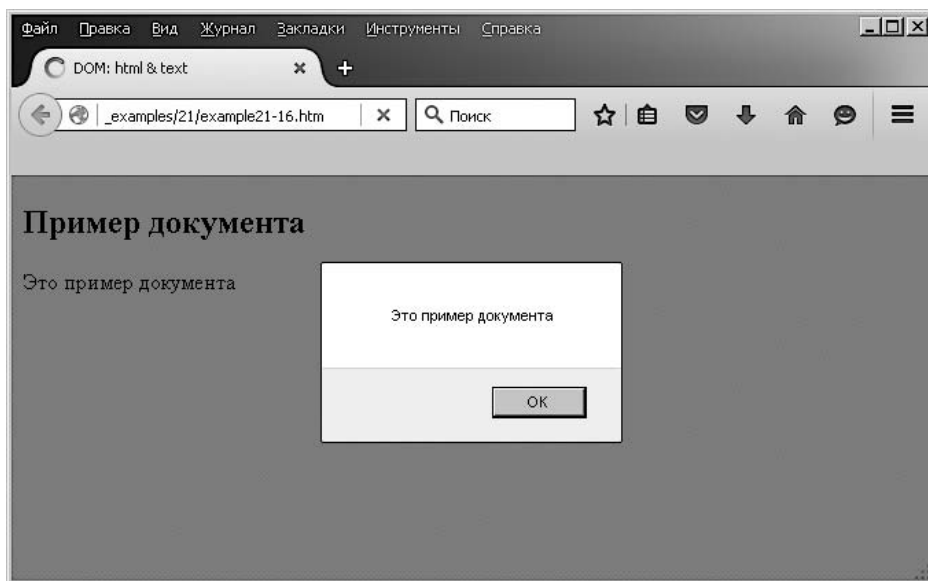 Файл Правка Вид Журнал Закладки Инструменты Справка
DOM: html & text
_examples/21/example21-16.htm
Поиск
Пример документа
Это пример документа
Это пример документа
OK